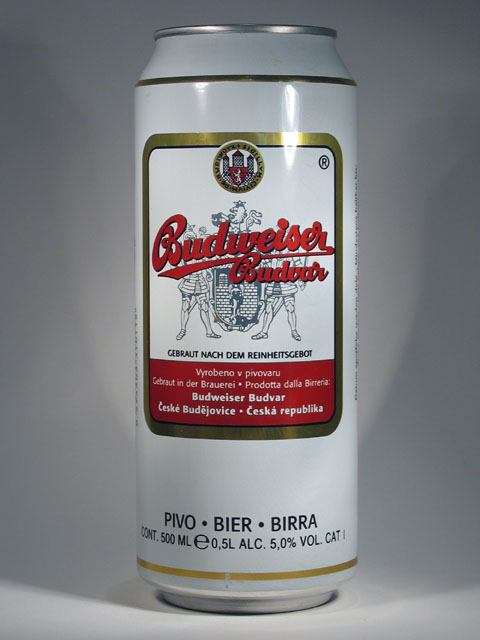 ®
Budweiser
Budvar
GEBRAUT NACH DEM REINHEITSGEBOT
Vyrobeno v pivovaru
Gebraut in der Brauerei • Prodotta dalla Birreria:
Budweiser Budvar
České Budějovice • Česká republika
PIVO • BIER • BIRRA
CONT. 500 ML ℮ 0,5L ALC. 5,0% VOL. CAT I